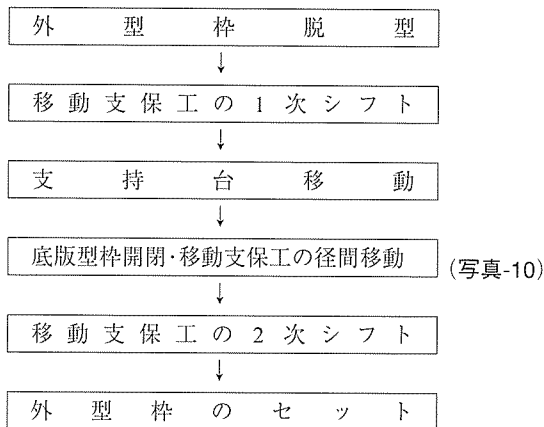 外型枠脱型
↓
移動支保工の1次シフト
↓
支持台移動
↓
底版型枠開閉・移動支保工の径間移動 (写真-10)
↓
移動支保工の2次シフト
↓
外型枠のセット